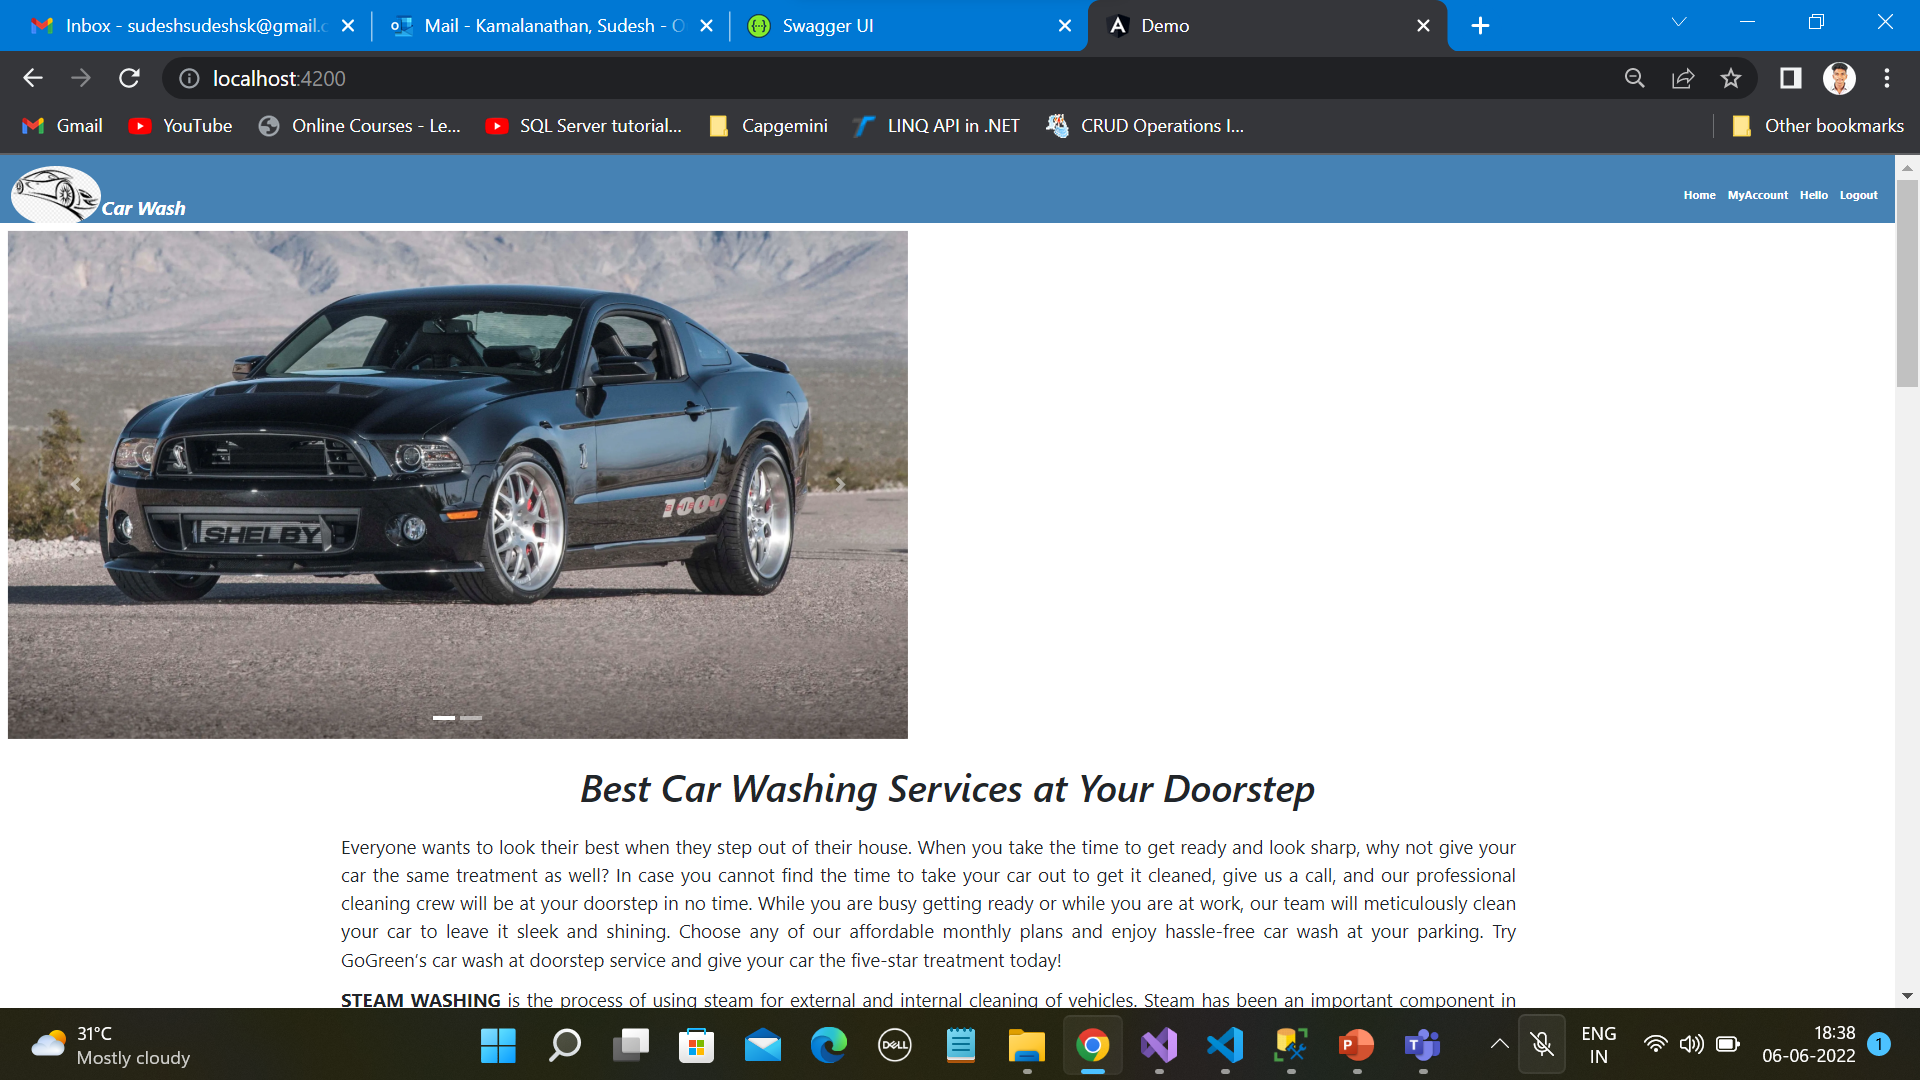 Inbox - sudeshsudeshsk@gmail.c
Mail - Kamalanathan, Sudesh - O
Swagger UI
Demo
localhost:4200
Gmail
YouTube
Online Courses - Le...
SQL Server tutorial...
Capgemini
LINQ API in .NET
CRUD Operations I...
Other bookmarks
Car Wash
Home MyAccount Hello Logout
SHELBY
1000
Best Car Washing Services at Your Doorstep
Everyone wants to look their best when they step out of their house. When you take the time to get ready and look sharp, why not give your
car the same treatment as well? In case you cannot find the time to take your car out to get it cleaned, give us a call, and our professional
cleaning crew will be at your doorstep in no time. While you are busy getting ready or while you are at work, our team will meticulously clean
your car to leave it sleek and shining. Choose any of our affordable monthly plans and enjoy hassle-free car wash at your parking. Try
GoGreen's car wash at doorstep service and give your car the five-star treatment today!
STEAM WASHING is the process of using steam for external and internal cleaning of vehicles. Steam has been an important component in
31°C
Mostly cloudy
DELL
ENG
IN
18:38
06-06-2022
1